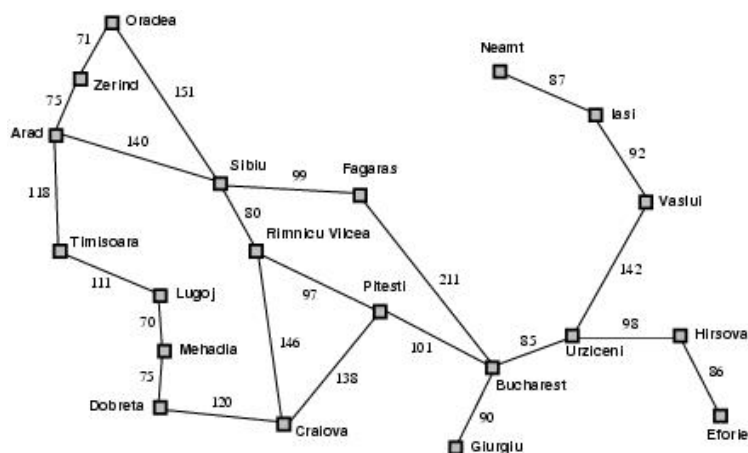 Oradea
71
Neamt
Zerind
87
75
151
Iasi
Arad
140
92
Sibiu
Fagaras
99
118
Vaslui
80
Timisoara
Rimnicu Vilcea
111
142
Lugoj
97
Pitesti
211
70
98
Hirsova
146
101
85
Urziceni
Mehadia
138
86
75
Bucharest
120
90
Dobreta
Craiova
Eforie
Giurgiu